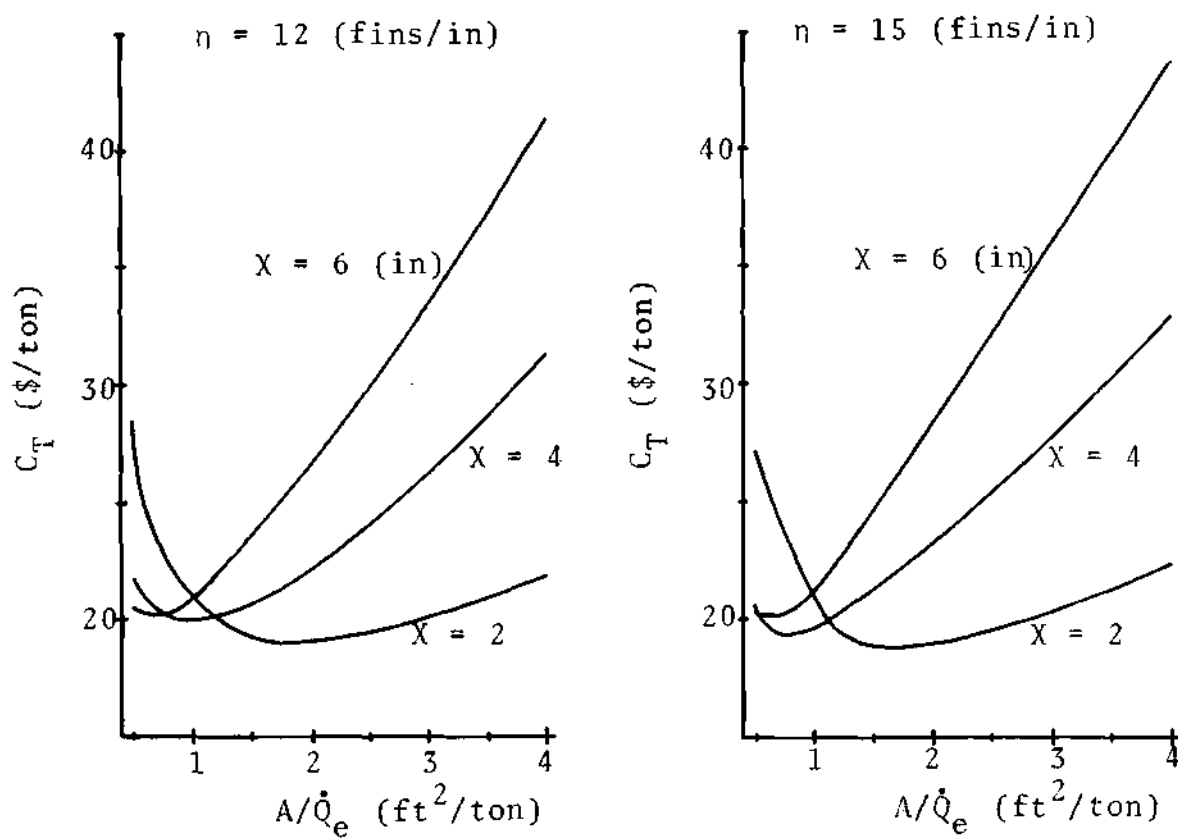 η = 12 (fins/in)
40
X = 6 (in)
30
C_T ($/ton)
X = 4
20
X = 2
1 2 3 4
A/Q̇_e (ft²/ton)
η = 15 (fins/in)
40
X = 6 (in)
30
C_T ($/ton)
X = 4
20
X = 2
1 2 3 4
A/Q̇_e (ft²/ton)